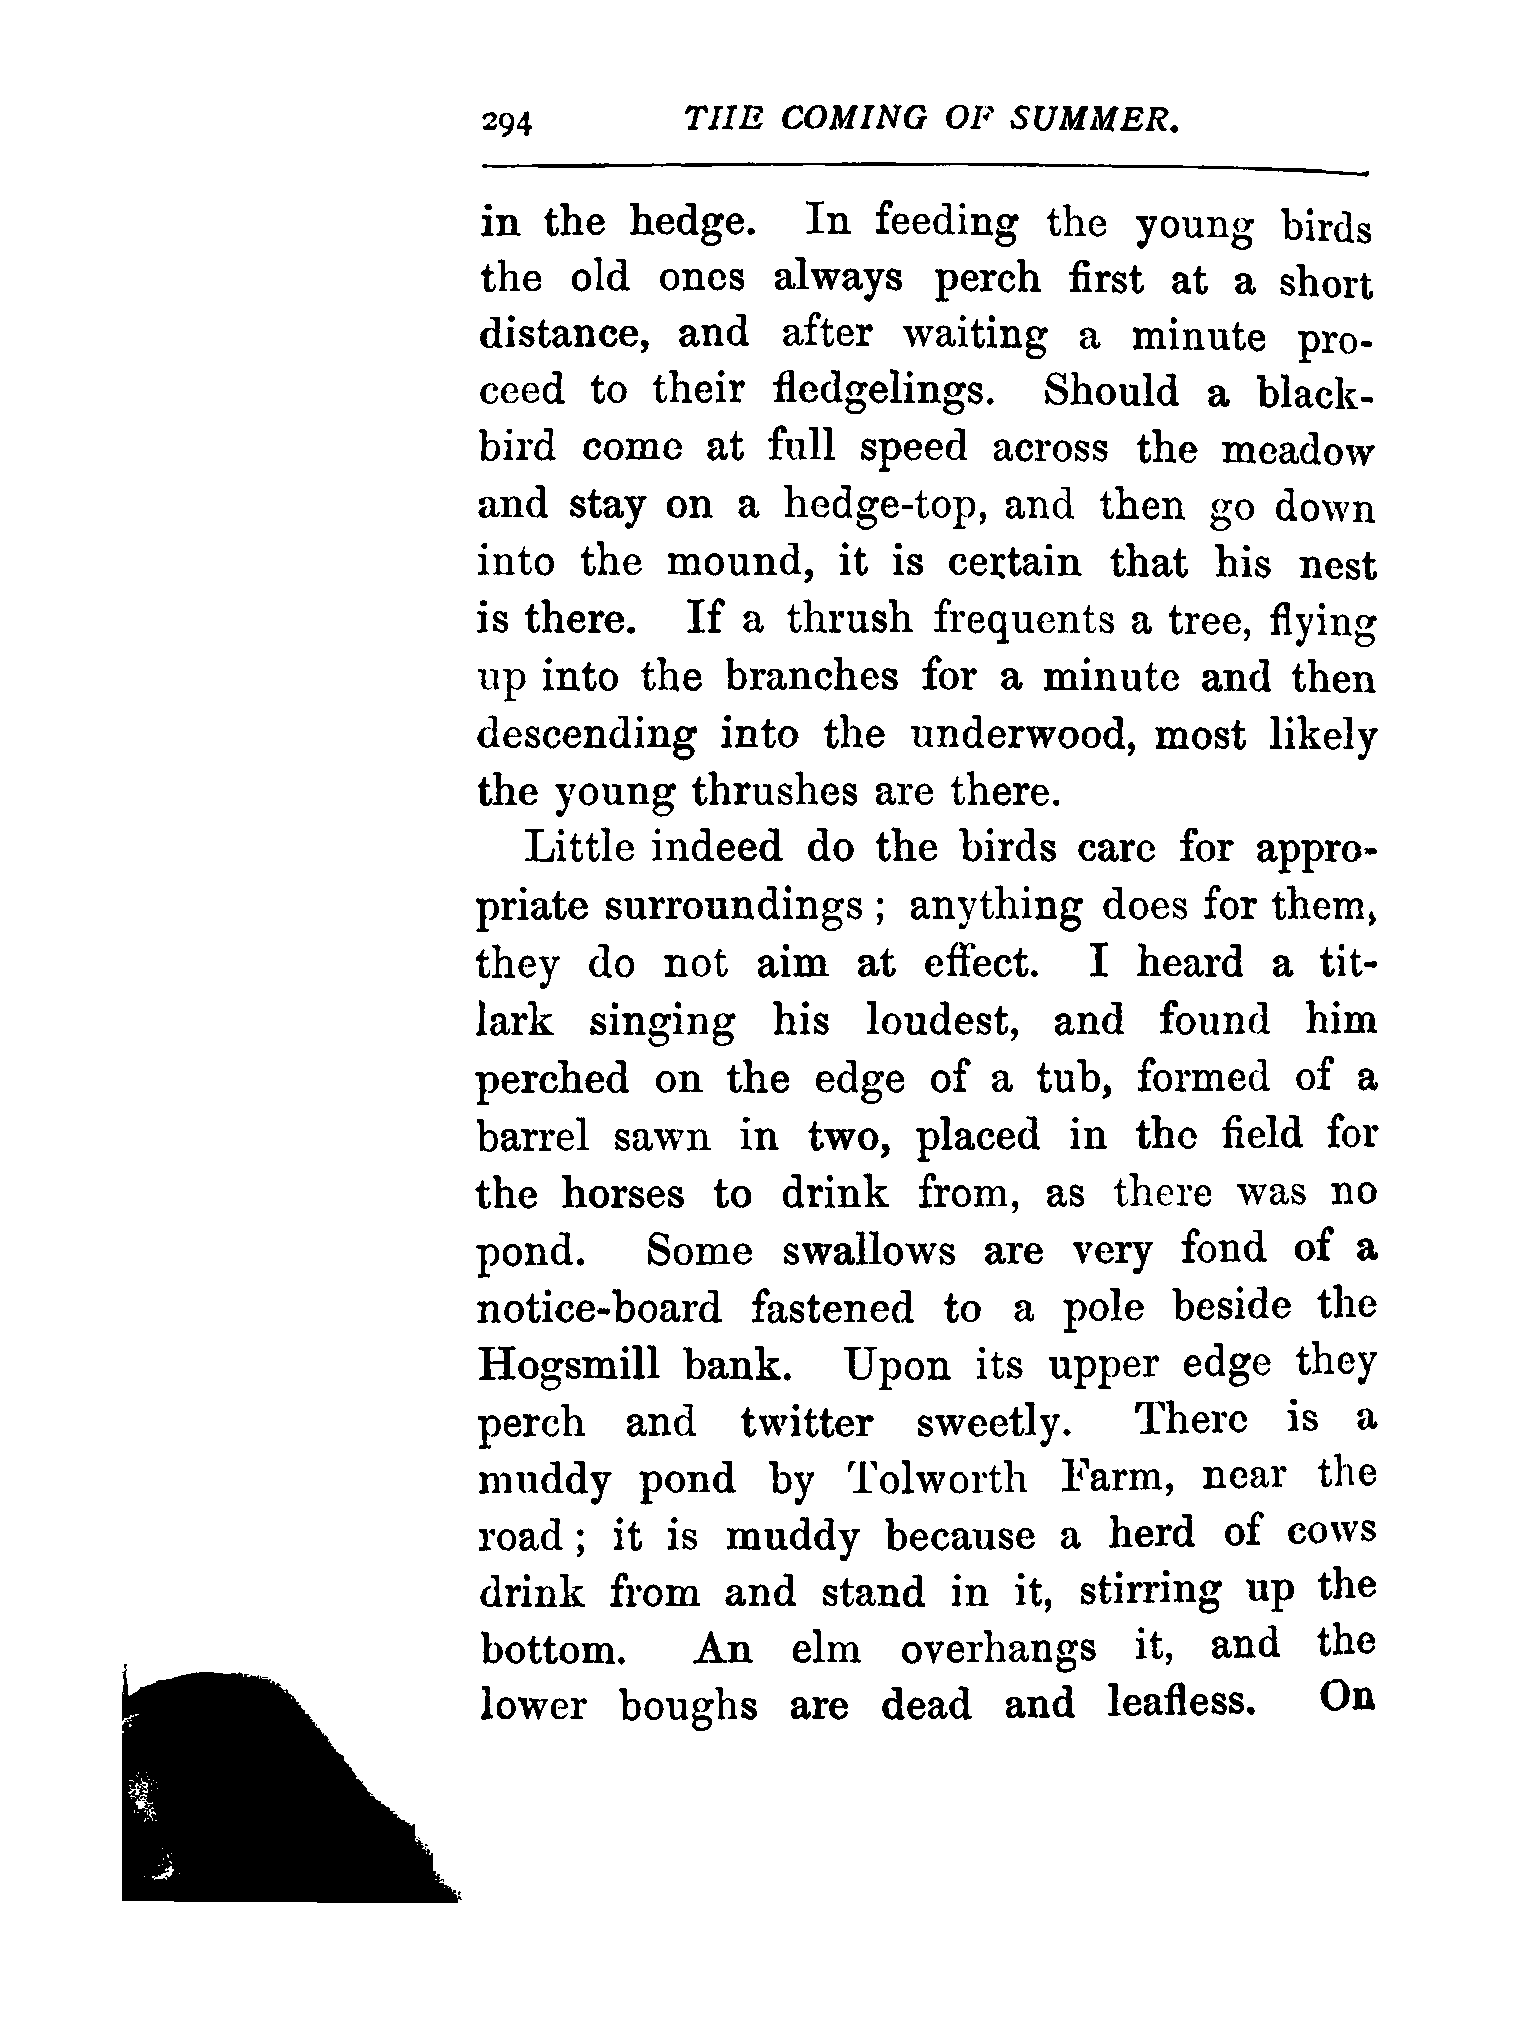 294 THE COMING OF SUMMER.
in the hedge. In feeding the young birds
the old ones always perch first at a short
distance, and after waiting a minute pro-
ceed to their fledgelings. Should a black-
bird come at full speed across the meadow
and stay on a hedge-top, and then go down
into the mound, it is certain that his nest
is there. If a thrush frequents a tree, flying
up into the branches for a minute and then
descending into the underwood, most likely
the young thrushes are there.
Little indeed do the birds care for appro-
priate surroundings ; anything does for them,
they do not aim at effect. I heard a tit-
lark singing his loudest, and found him
perched on the edge of a tub, formed of a
barrel sawn in two, placed in the field for
the horses to drink from, as there was no
pond. Some swallows are very fond of a
notice-board fastened to a pole beside the
Hogsmill bank. Upon its upper edge they
perch and twitter sweetly. There is a
muddy pond by Tolworth Farm, near the
road ; it is muddy because a herd of cows
drink from and stand in it, stirring up the
bottom. An elm overhangs it, and the
lower boughs are dead and leafless. On